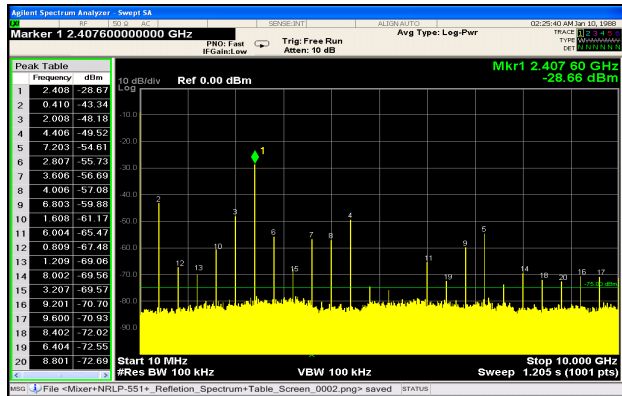 Agilent Spectrum Analyzer - Swept SA
RF 50 Ω AC SENSE:INT ALIGN AUTO 02:25:40 AM Jan 10, 1988
Marker 1 2.407600000000 GHz
PNO: Fast
IFGain:Low
Trig: Free Run
Atten: 10 dB
Avg Type: Log-Pwr
TRACE 1 2 3 4 5 6
TYPE
DET N N N N N N
Peak Table
Frequency dBm
1 2.408 -28.67
2 0.410 -43.34
3 2.008 -48.18
4 4.406 -49.52
5 7.203 -54.61
6 2.807 -55.73
7 3.606 -56.69
8 4.006 -57.08
9 6.803 -59.88
10 1.608 -61.17
11 6.004 -65.47
12 0.809 -67.48
13 1.209 -69.06
14 8.002 -69.56
15 3.207 -69.57
16 9.201 -70.70
17 9.600 -70.93
18 8.402 -72.02
19 6.404 -72.55
20 8.801 -72.69
Mkr1 2.407 60 GHz
-28.66 dBm
10 dB/div Ref 0.00 dBm
Log
-10.0
-20.0
-30.0
-40.0
-50.0
-60.0
-70.0
-80.0
-90.0
1
2
3
4
5
6
7
8
9
10
11
12
13
14
15
16
17
18
19
20
-75.00 dBm
Start 10 MHz
#Res BW 100 kHz
VBW 100 kHz
Stop 10.000 GHz
Sweep 1.205 s (1001 pts)
MSG File <Mixer+NRLP-551+_Refletion_Spectrum+Table_Screen_0002.png> saved STATUS